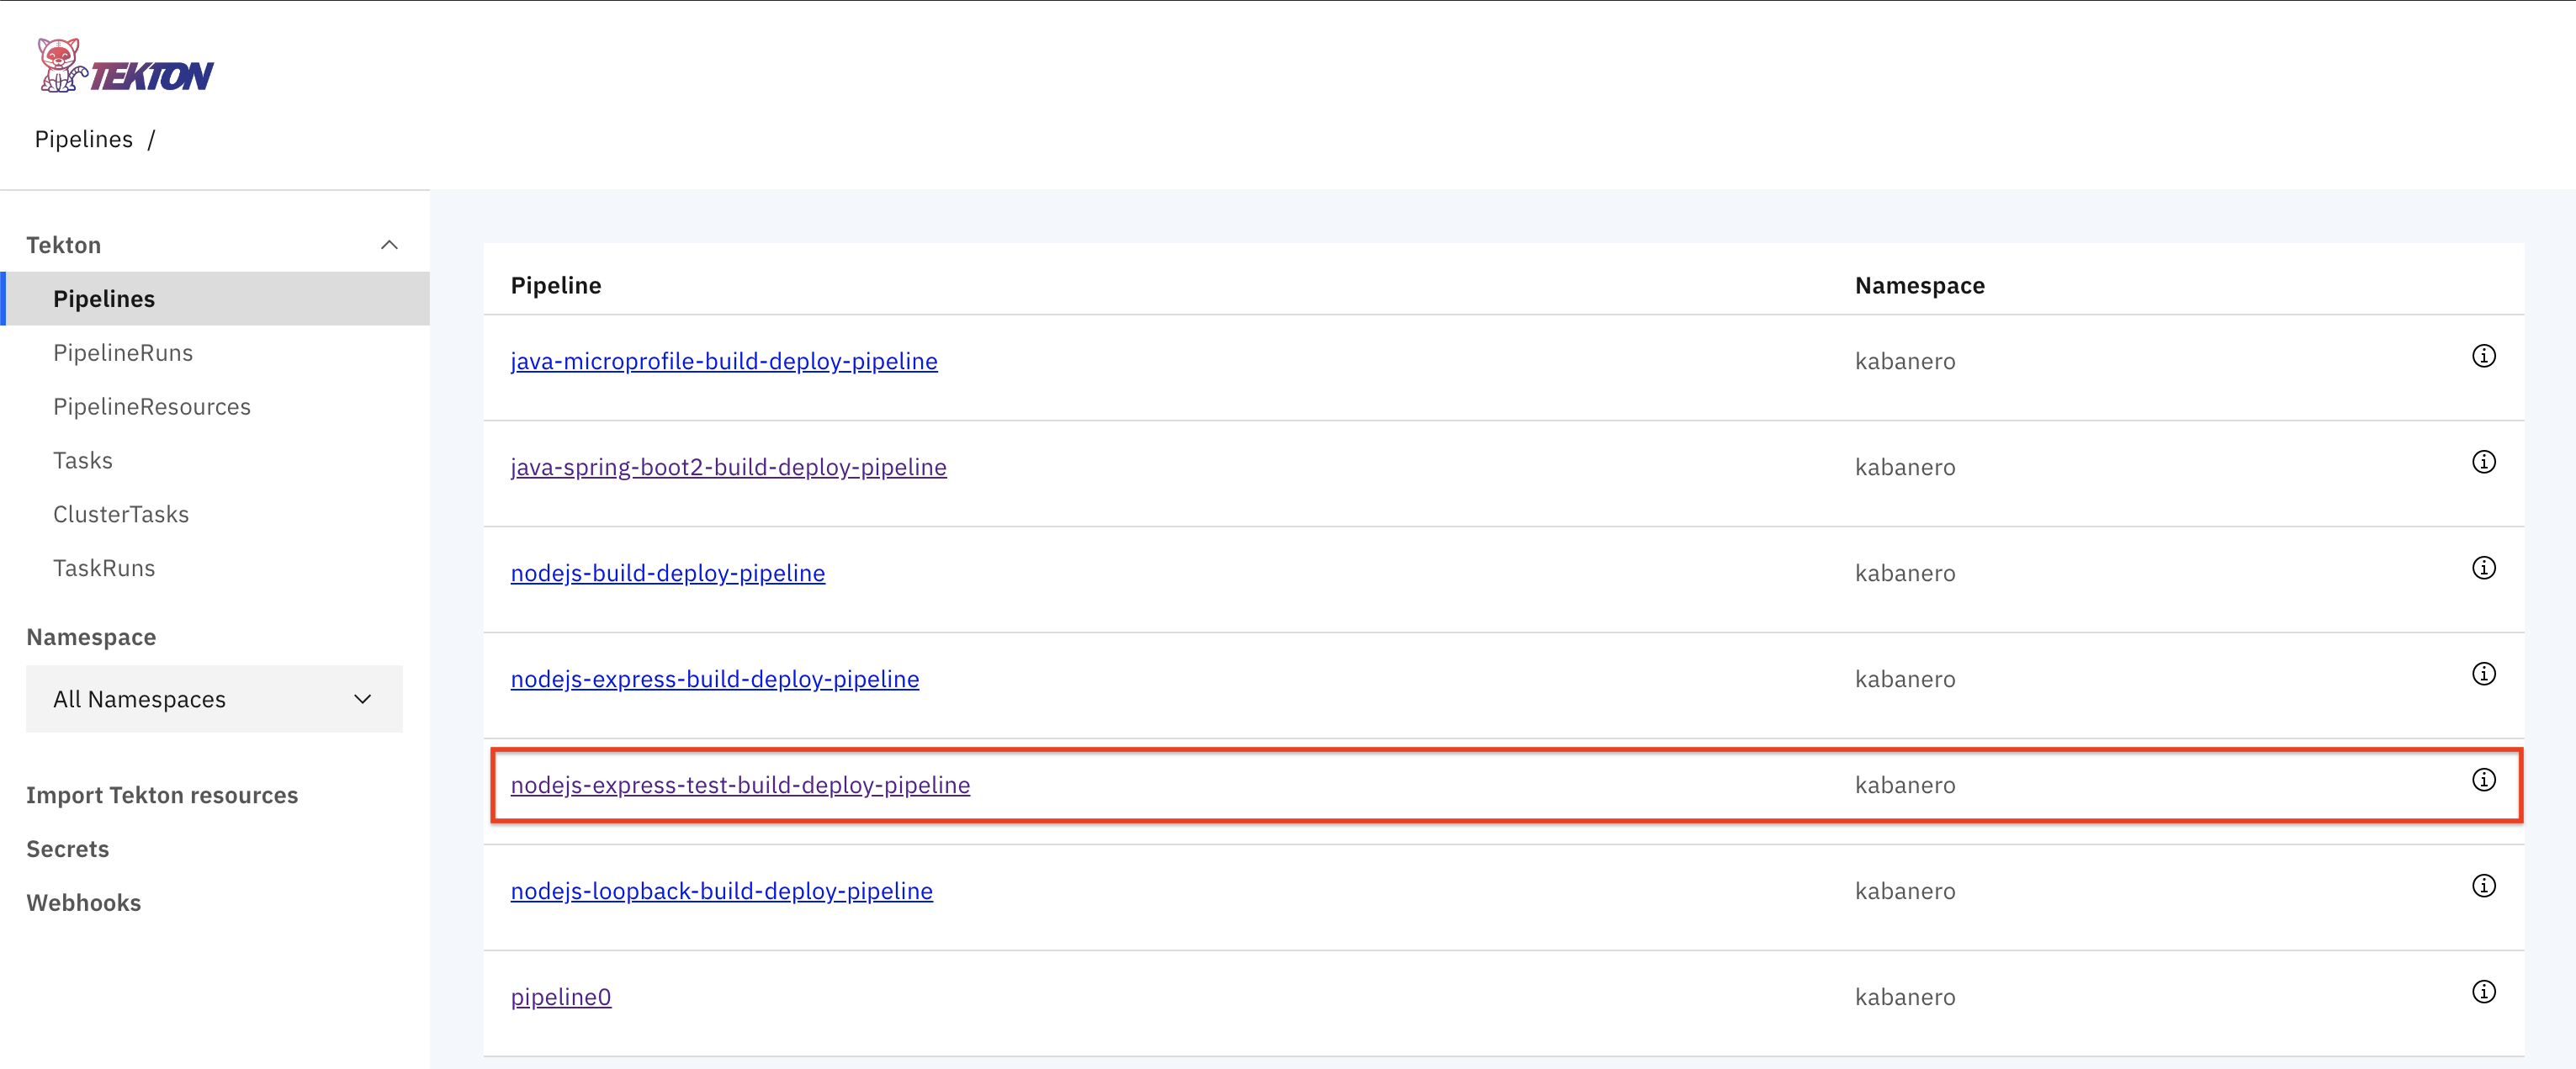 TEKTON
Pipelines /
Tekton
Pipelines
PipelineRuns
PipelineResources
Tasks
ClusterTasks
TaskRuns
Namespace
All Namespaces
Import Tekton resources
Secrets
Webhooks
Pipeline Namespace
java-microprofile-build-deploy-pipeline kabanero
java-spring-boot2-build-deploy-pipeline kabanero
nodejs-build-deploy-pipeline kabanero
nodejs-express-build-deploy-pipeline kabanero
nodejs-express-test-build-deploy-pipeline kabanero
nodejs-loopback-build-deploy-pipeline kabanero
pipeline0 kabanero